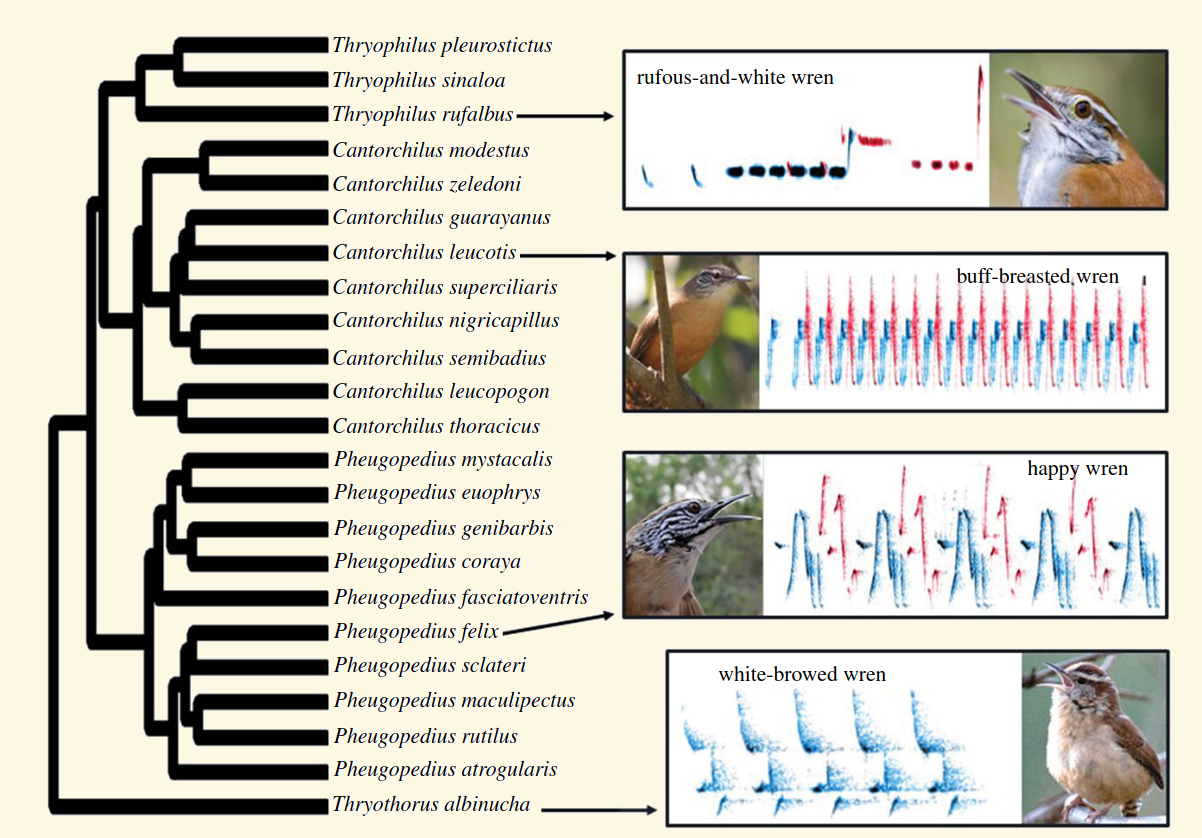 Thryophilus pleurostictus
Thryophilus sinaloa
Thryophilus rufalbus
Cantorchilus modestus
Cantorchilus zeledoni
Cantorchilus guarayanus
Cantorchilus leucotis
Cantorchilus superciliaris
Cantorchilus nigricapillus
Cantorchilus semibadius
Cantorchilus leucopogon
Cantorchilus thoracicus
Pheugopedius mystacalis
Pheugopedius euophrys
Pheugopedius genibarbis
Pheugopedius coraya
Pheugopedius fasciatoventris
Pheugopedius felix
Pheugopedius sclateri
Pheugopedius maculipectus
Pheugopedius rutilus
Pheugopedius atrogularis
Thryothorus albinucha
rufous-and-white wren
buff-breasted wren
happy wren
white-browed wren